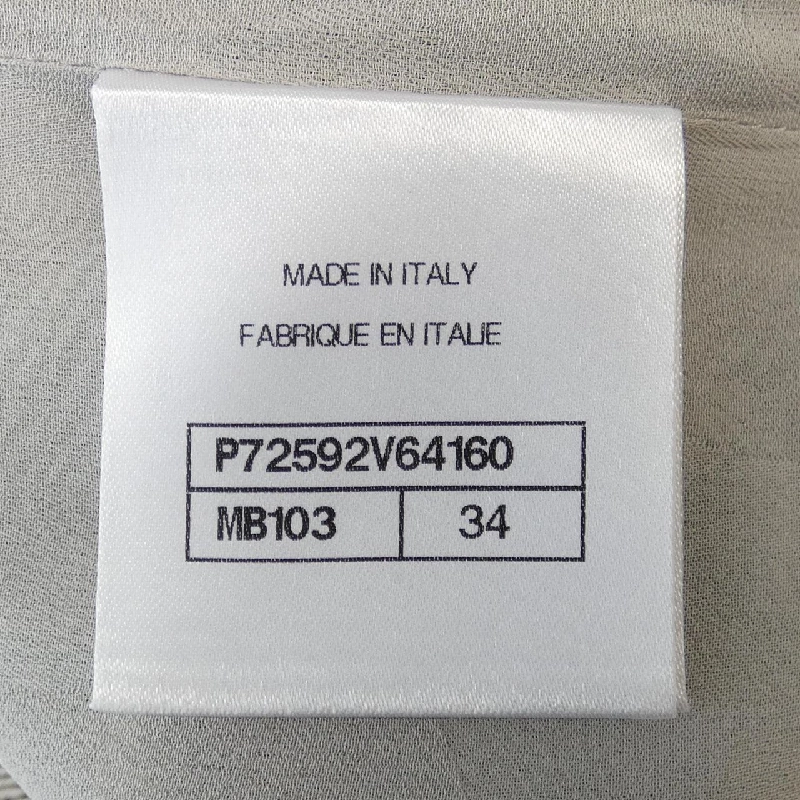 MADE IN ITALY
FABRIQUE EN ITALIE
P72592V64160
MB103 34